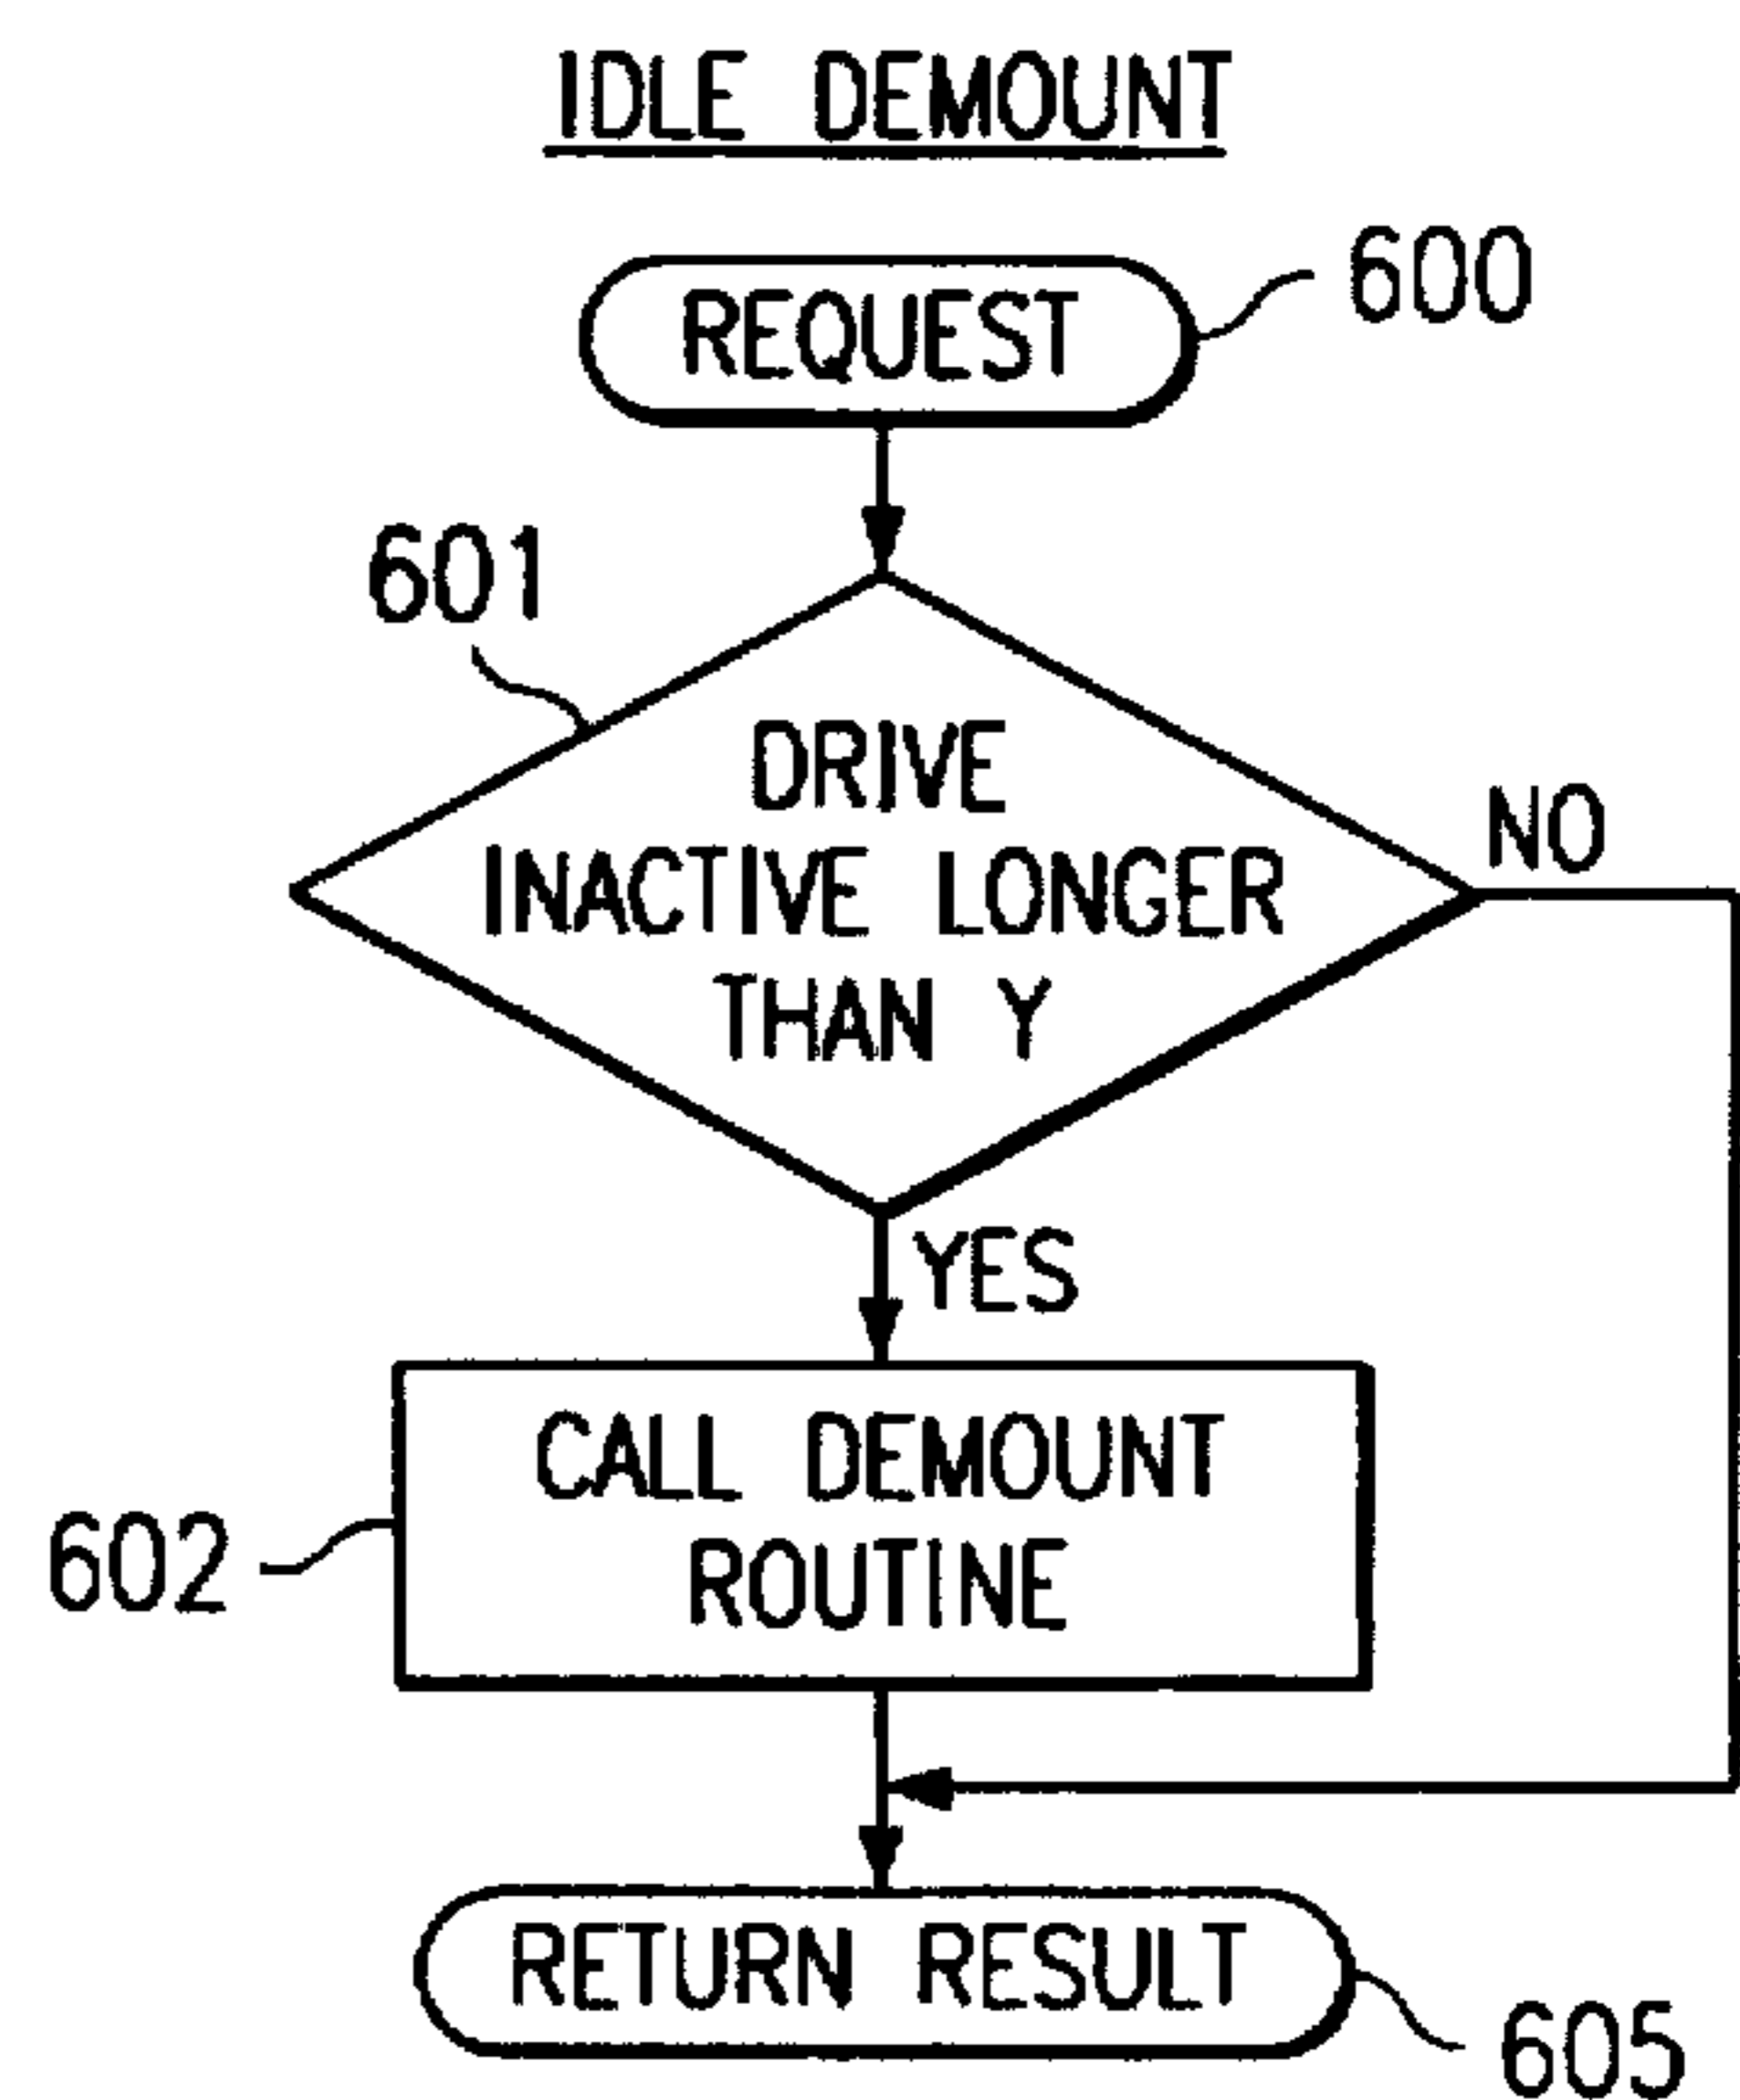 IDLE DEMOUNT
REQUEST
600
601
DRIVE
INACTIVE LONGER
THAN Y
NO
YES
CALL DEMOUNT
ROUTINE
602
RETURN RESULT
605